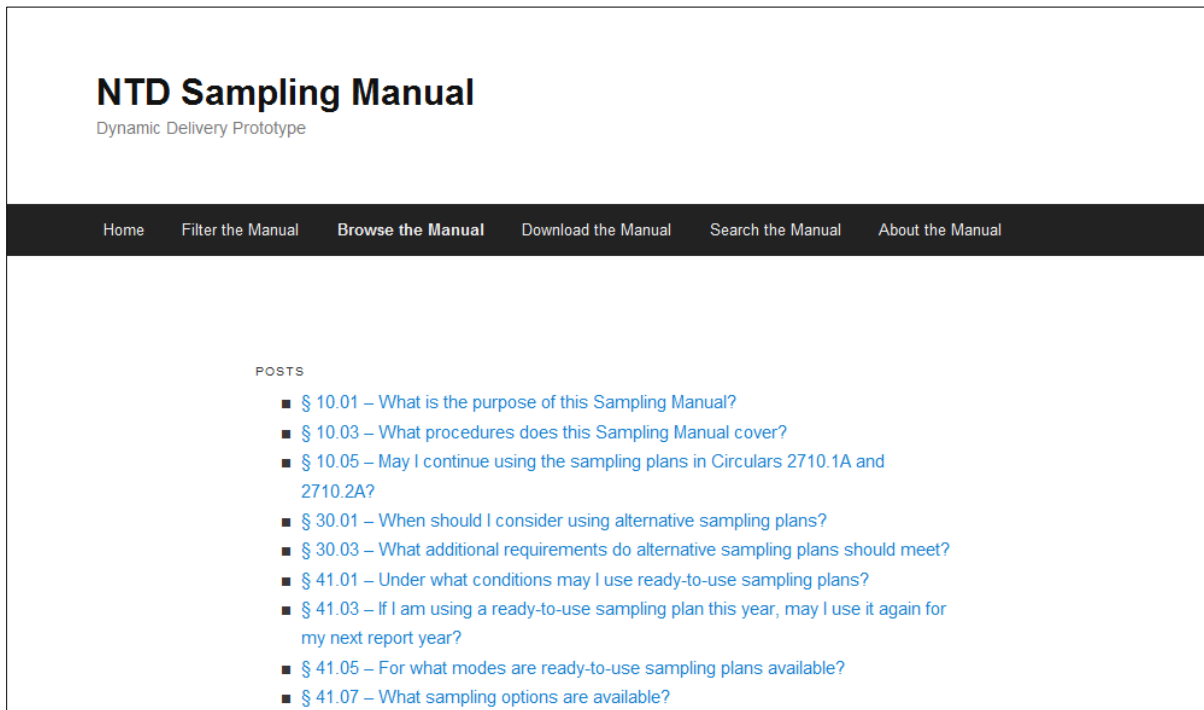 NTD Sampling Manual
Dynamic Delivery Prototype
Home Filter the Manual Browse the Manual Download the Manual Search the Manual About the Manual
POSTS
§ 10.01 – What is the purpose of this Sampling Manual?
§ 10.03 – What procedures does this Sampling Manual cover?
§ 10.05 – May I continue using the sampling plans in Circulars 2710.1A and
2710.2A?
§ 30.01 – When should I consider using alternative sampling plans?
§ 30.03 – What additional requirements do alternative sampling plans should meet?
§ 41.01 – Under what conditions may I use ready-to-use sampling plans?
§ 41.03 – If I am using a ready-to-use sampling plan this year, may I use it again for
my next report year?
§ 41.05 – For what modes are ready-to-use sampling plans available?
§ 41.07 – What sampling options are available?